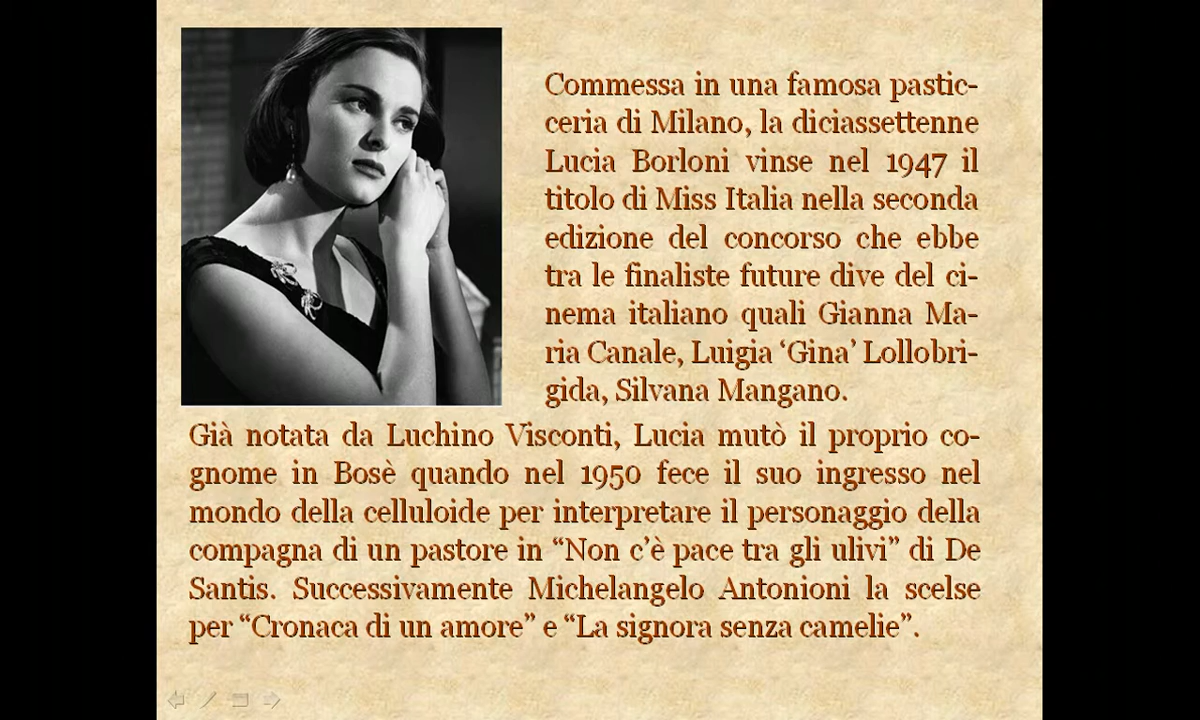 Commessa in una famosa pastic-
ceria di Milano, la diciassettenne
Lucia Borloni vinse nel 1947 il
titolo di Miss Italia nella seconda
edizione del concorso che ebbe
tra le finaliste future dive del ci-
nema italiano quali Gianna Ma-
ria Canale, Luigia ‘Gina’ Lollobri-
gida, Silvana Mangano.
Già notata da Luchino Visconti, Lucia mutò il proprio co-
gnome in Bosè quando nel 1950 fece il suo ingresso nel
mondo della celluloide per interpretare il personaggio della
compagna di un pastore in “Non c’è pace tra gli ulivi” di De
Santis. Successivamente Michelangelo Antonioni la scelse
per “Cronaca di un amore” e “La signora senza camelie”.